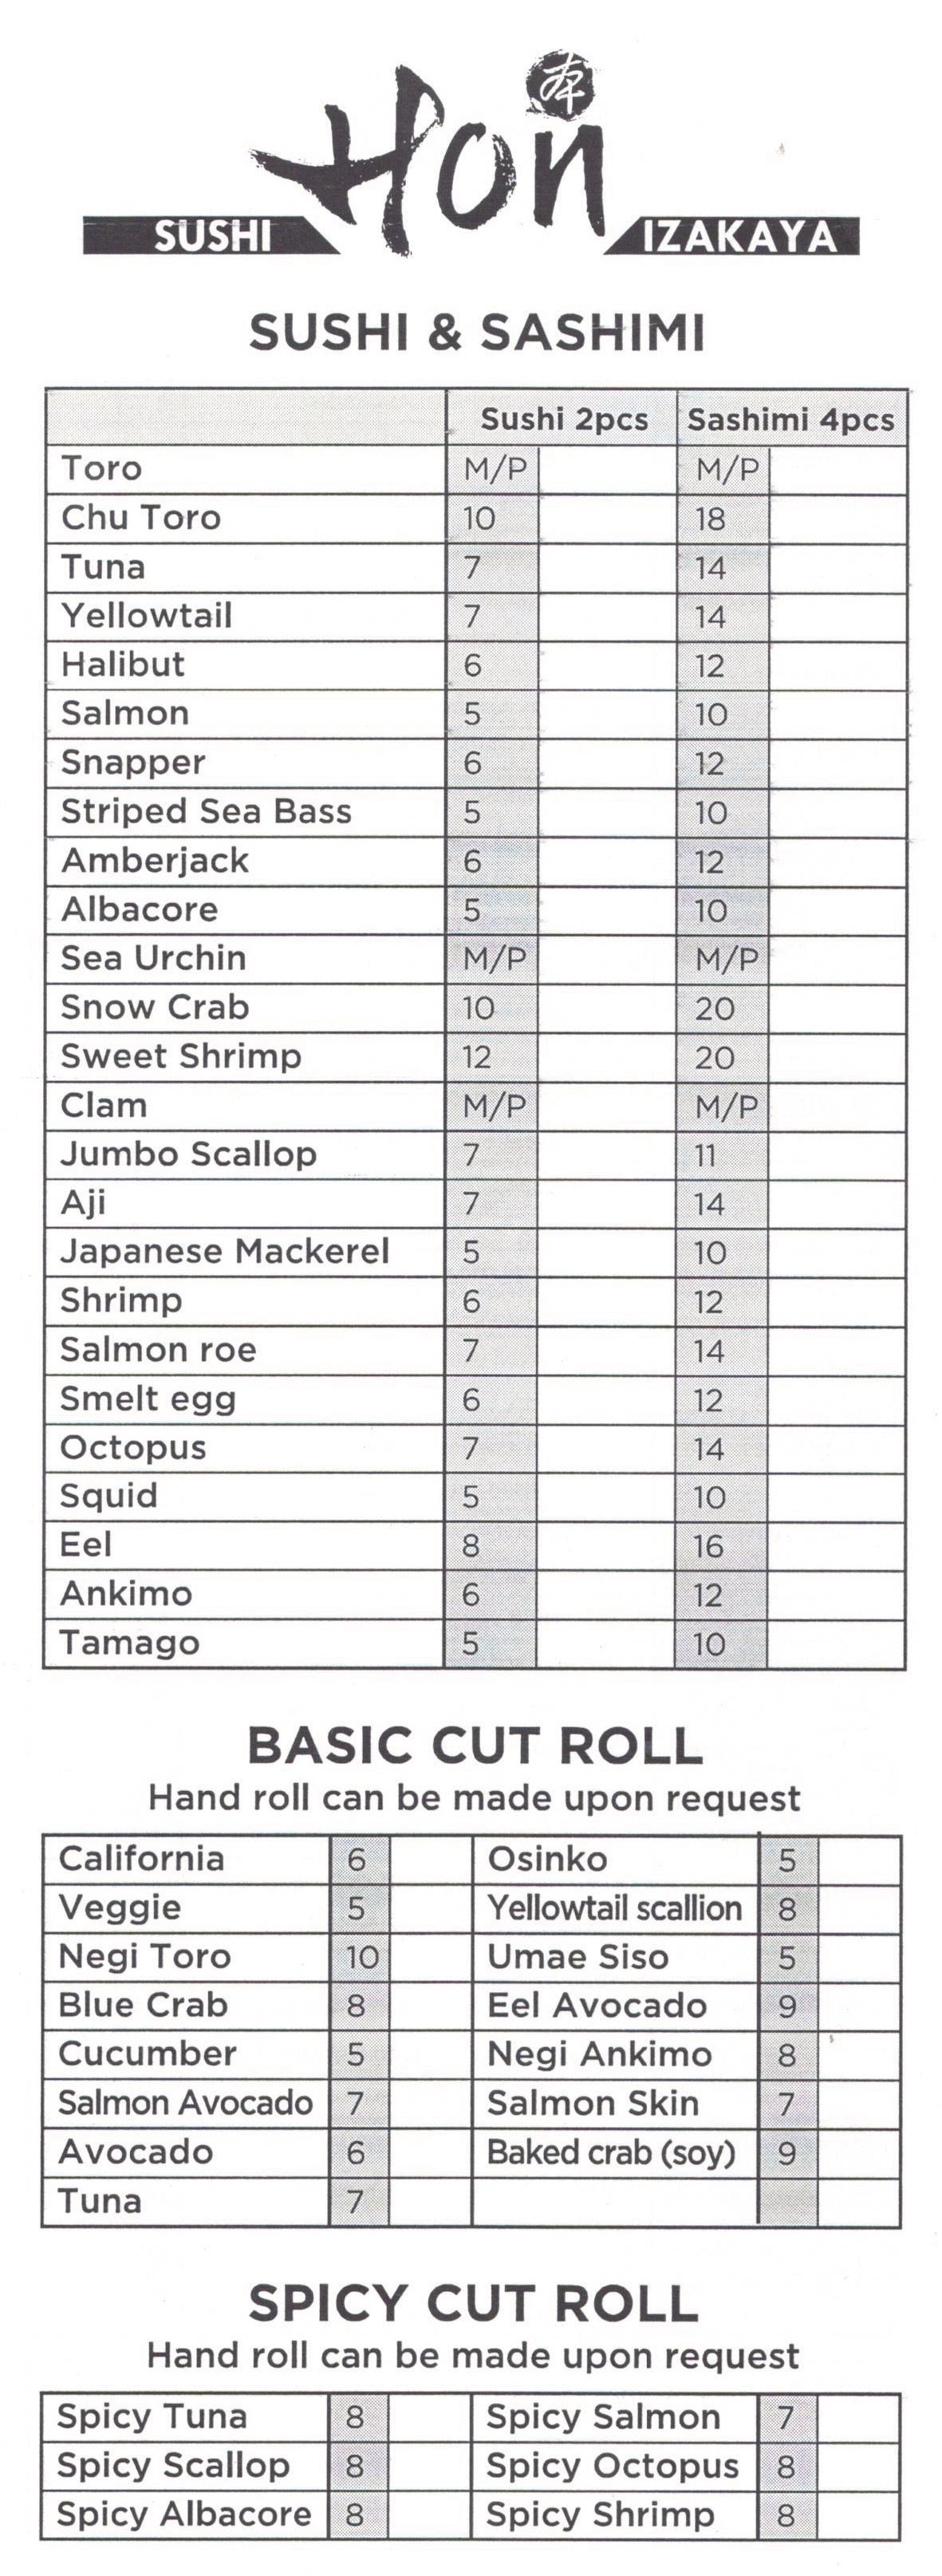 本
Hon
SUSHI IZAKAYA
SUSHI & SASHIMI
Sushi 2pcs Sashimi 4pcs
Toro M/P M/P
Chu Toro 10 18
Tuna 7 14
Yellowtail 7 14
Halibut 6 12
Salmon 5 10
Snapper 6 12
Striped Sea Bass 5 10
Amberjack 6 12
Albacore 5 10
Sea Urchin M/P M/P
Snow Crab 10 20
Sweet Shrimp 12 20
Clam M/P M/P
Jumbo Scallop 7 11
Aji 7 14
Japanese Mackerel 5 10
Shrimp 6 12
Salmon roe 7 14
Smelt egg 6 12
Octopus 7 14
Squid 5 10
Eel 8 16
Ankimo 6 12
Tamago 5 10
BASIC CUT ROLL
Hand roll can be made upon request
California 6 Osinko 5
Veggie 5 Yellowtail scallion 8
Negi Toro 10 Umae Siso 5
Blue Crab 8 Eel Avocado 9
Cucumber 5 Negi Ankimo 8
Salmon Avocado 7 Salmon Skin 7
Avocado 6 Baked crab (soy) 9
Tuna 7
SPICY CUT ROLL
Hand roll can be made upon request
Spicy Tuna 8 Spicy Salmon 7
Spicy Scallop 8 Spicy Octopus 8
Spicy Albacore 8 Spicy Shrimp 8